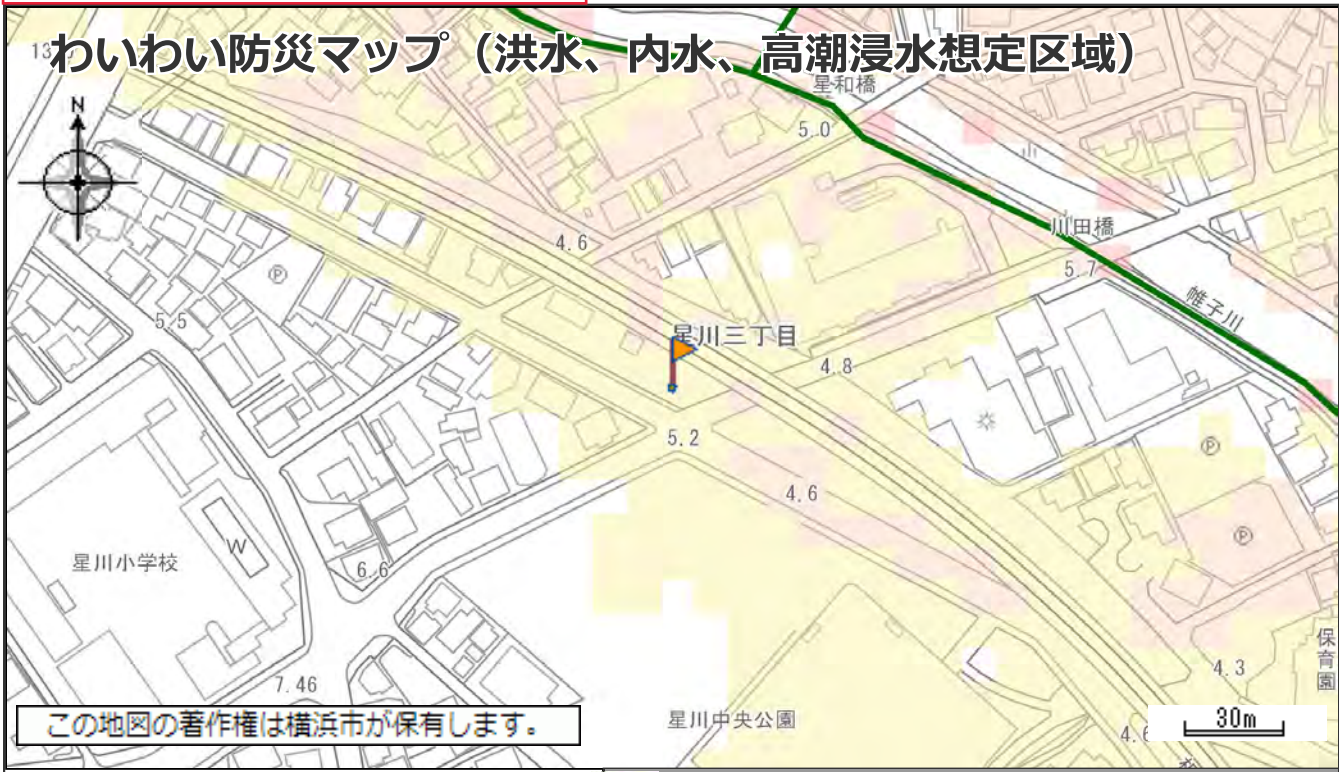 わいわい防災マップ（洪水、内水、高潮浸水想定区域）
13
星和橋
N
5.0
川田橋
4.6
5.7
P
帷子川
5.5
星川三丁目
4.8
5.2
P
4.6
W
P
星川小学校
6.6
保育園
4.3
7.46
星川中央公園
30m
この地図の著作権は横浜市が保有します。
4.6